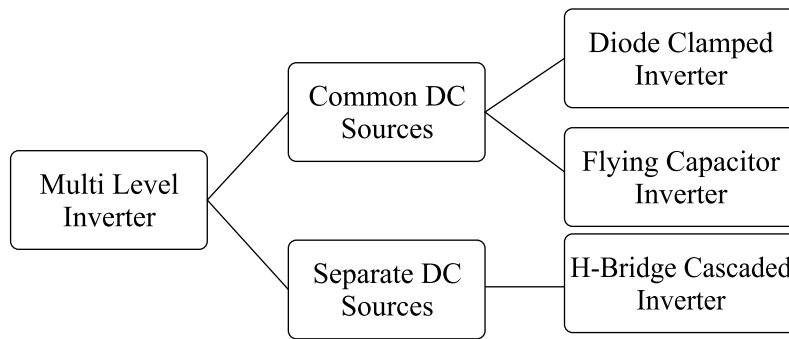 Multi Level
Inverter
Common DC
Sources
Separate DC
Sources
Diode Clamped
Inverter
Flying Capacitor
Inverter
H-Bridge Cascaded
Inverter